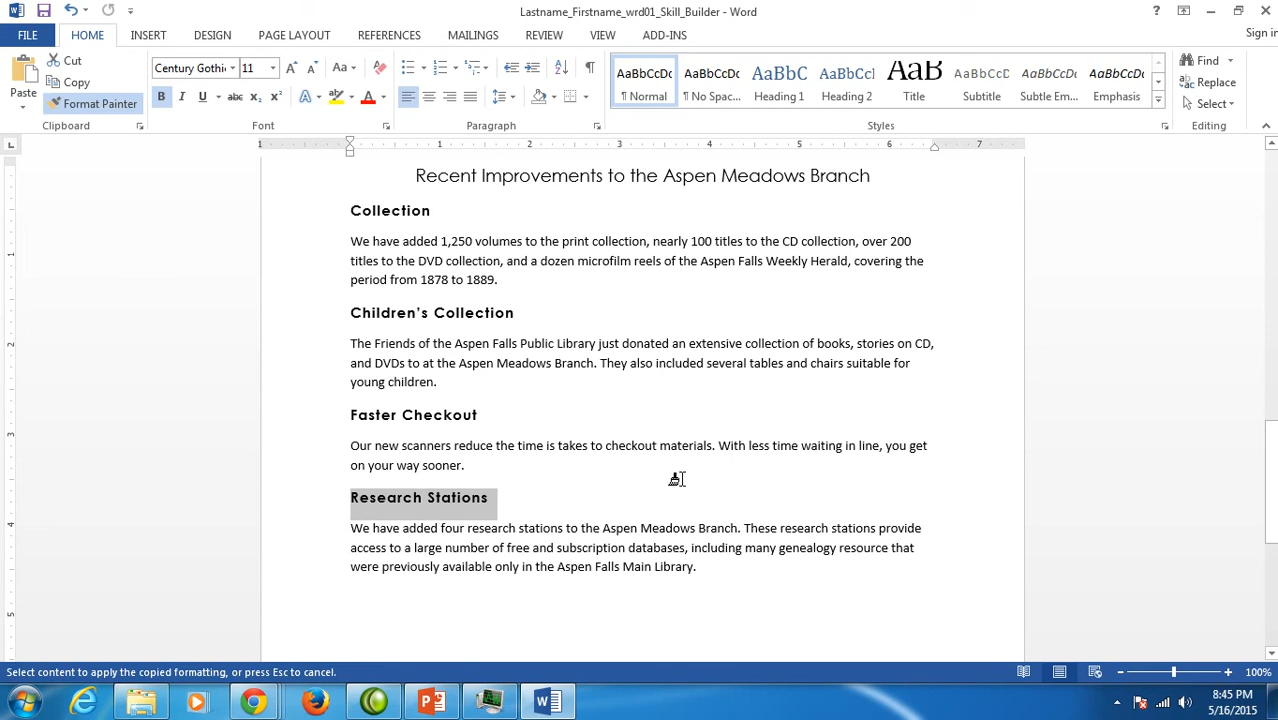 Lastname_Firstname_wrd01_Skill_Builder - Word
FILE HOME INSERT DESIGN PAGE LAYOUT REFERENCES MAILINGS REVIEW VIEW ADD-INS Sign in
Paste
Cut
Copy
Format Painter
Clipboard
Century Gothi 11
Font
Paragraph
AaBbCcDc AaBbCcDc AaBbC AaBbCcI AaB AaBbCcD AaBbCcDc AaBbCcDc
¶ Normal ¶ No Spac... Heading 1 Heading 2 Title Subtitle Subtle Em... Emphasis
Styles
Find
Replace
Select
Editing
1 1 2 3 4 5 6 7
Recent Improvements to the Aspen Meadows Branch
Collection
We have added 1,250 volumes to the print collection, nearly 100 titles to the CD collection, over 200
titles to the DVD collection, and a dozen microfilm reels of the Aspen Falls Weekly Herald, covering the
period from 1878 to 1889.
Children's Collection
The Friends of the Aspen Falls Public Library just donated an extensive collection of books, stories on CD,
and DVDs to at the Aspen Meadows Branch. They also included several tables and chairs suitable for
young children.
Faster Checkout
Our new scanners reduce the time is takes to checkout materials. With less time waiting in line, you get
on your way sooner.
Research Stations
We have added four research stations to the Aspen Meadows Branch. These research stations provide
access to a large number of free and subscription databases, including many genealogy resource that
were previously available only in the Aspen Falls Main Library.
Select content to apply the copied formatting, or press Esc to cancel.
100%
8:45 PM
5/16/2015